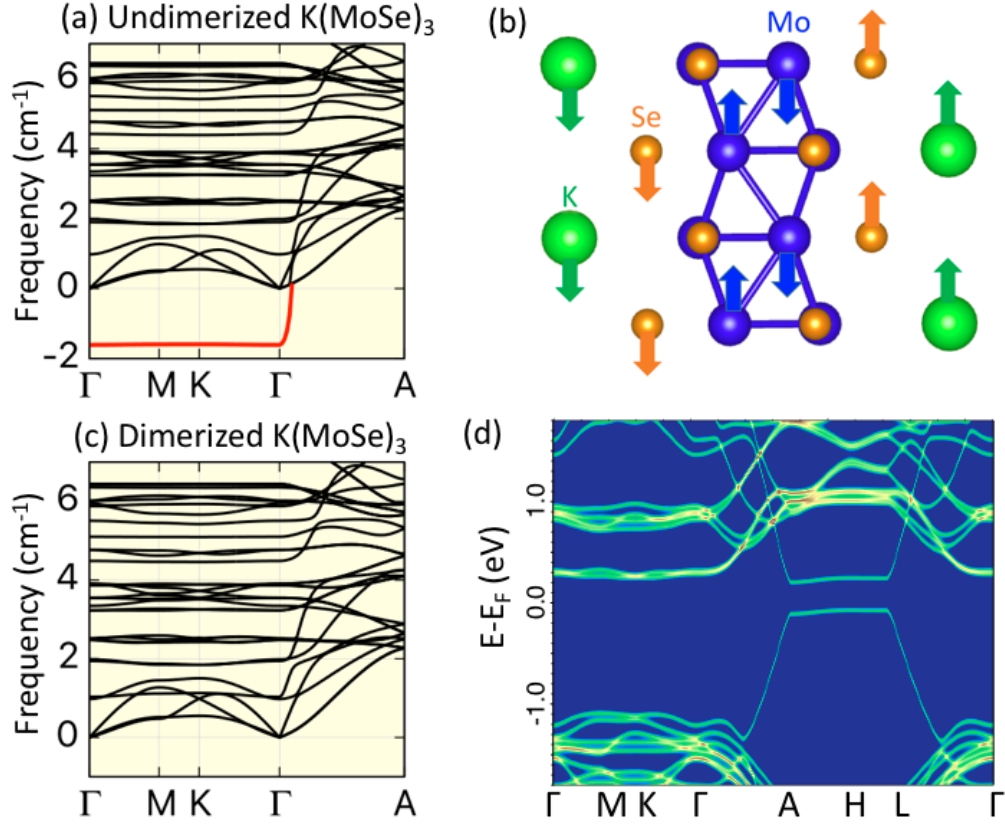 (a) Undimerized K(MoSe)₃
Frequency (cm⁻¹)
6
4
2
0
-2
Γ M K Γ A
(b)
Mo
Se
K
(c) Dimerized K(MoSe)₃
Frequency (cm⁻¹)
6
4
2
0
Γ M K Γ A
(d)
E-E_F (eV)
1.0
0.0
-1.0
Γ M K Γ A H L Γ